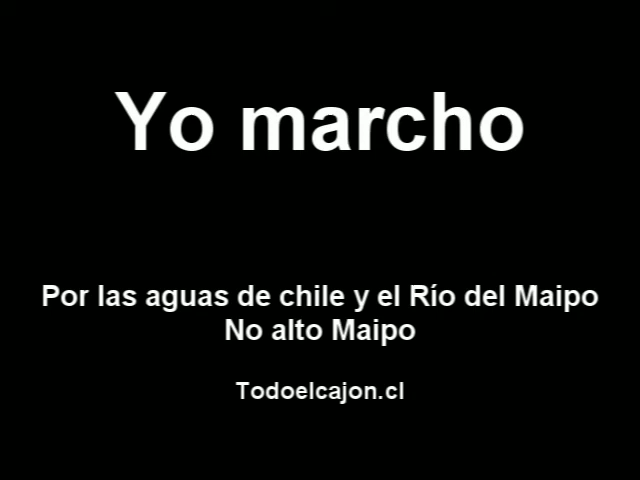 Yo marcho
Por las aguas de chile y el Río del Maipo
No alto Maipo
Todoelcajon.cl